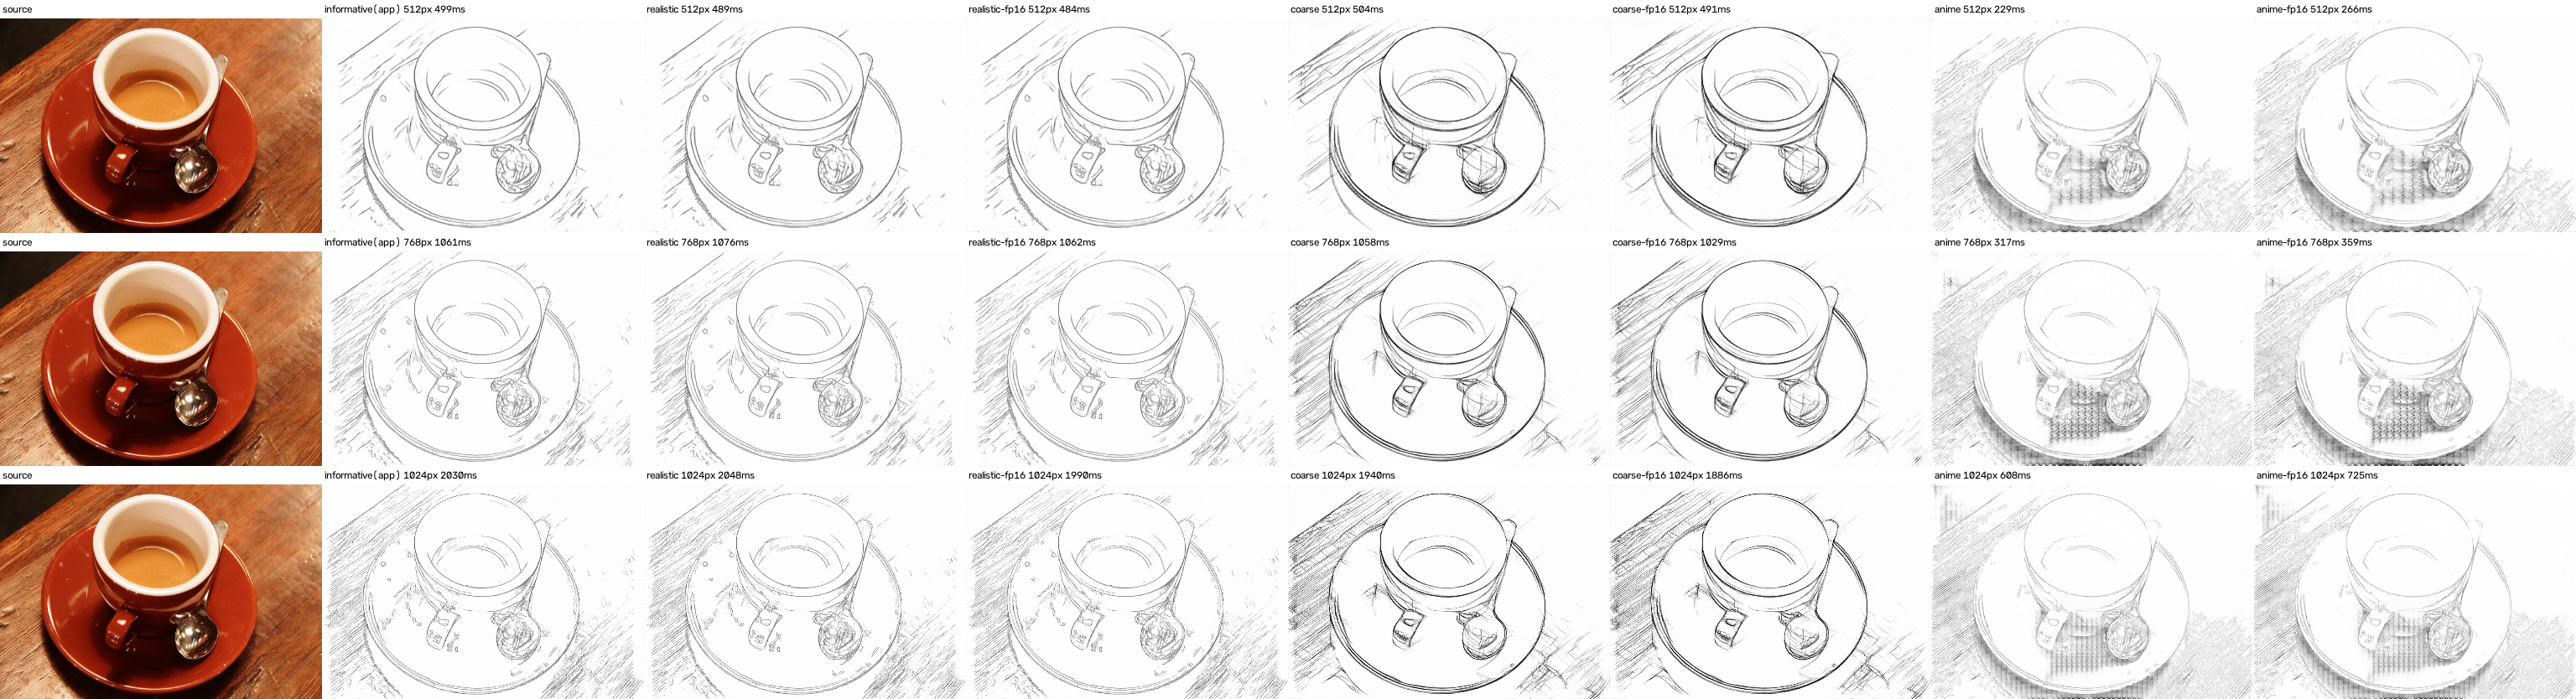 source informative(app) 512px 499ms realistic 512px 489ms realistic-fp16 512px 484ms coarse 512px 504ms coarse-fp16 512px 491ms anime 512px 229ms anime-fp16 512px 266ms
source informative(app) 768px 1061ms realistic 768px 1076ms realistic-fp16 768px 1062ms coarse 768px 1058ms coarse-fp16 768px 1029ms anime 768px 317ms anime-fp16 768px 359ms
source informative(app) 1024px 2030ms realistic 1024px 2048ms realistic-fp16 1024px 1990ms coarse 1024px 1940ms coarse-fp16 1024px 1886ms anime 1024px 608ms anime-fp16 1024px 725ms